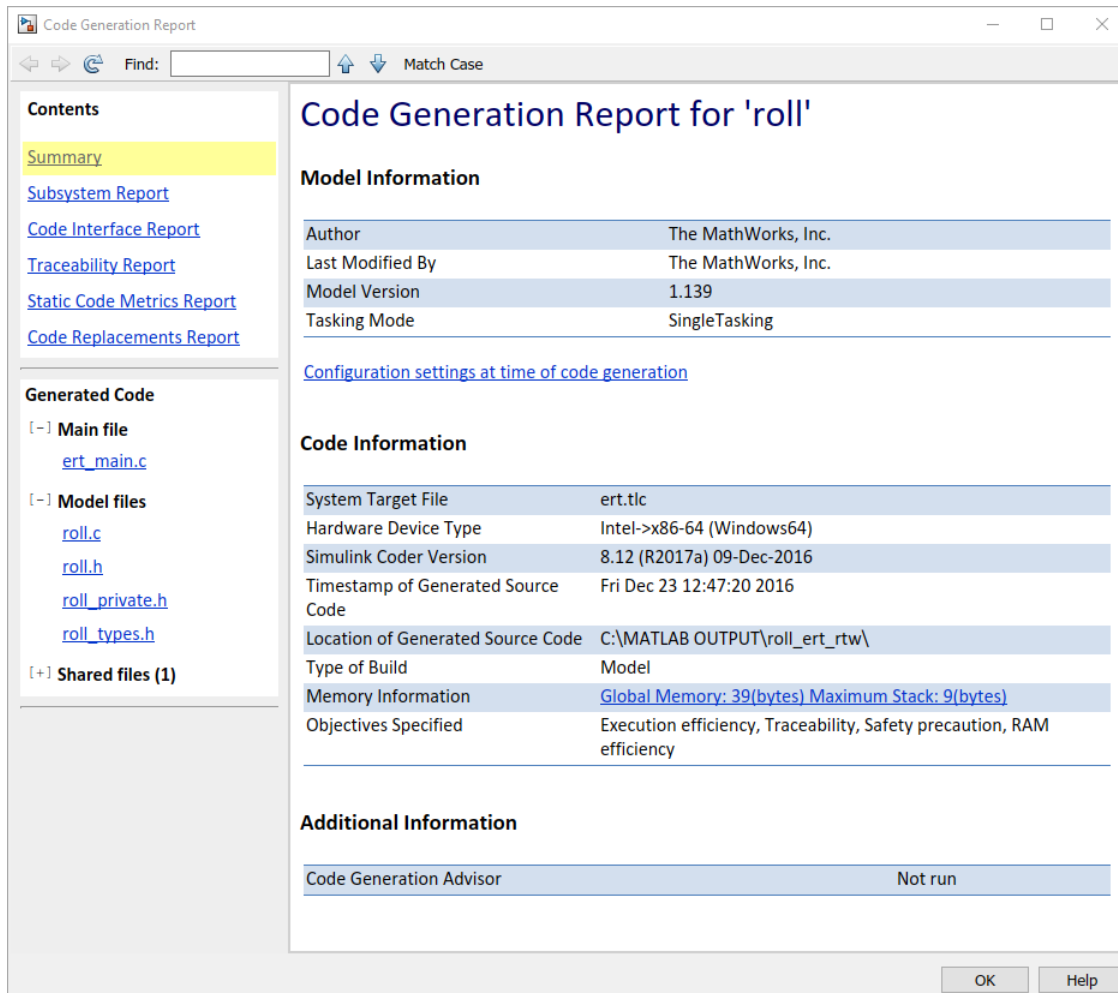 Code Generation Report
Find:
Match Case
Contents
Summary
Subsystem Report
Code Interface Report
Traceability Report
Static Code Metrics Report
Code Replacements Report
Generated Code
[-] Main file
ert_main.c
[-] Model files
roll.c
roll.h
roll_private.h
roll_types.h
[+] Shared files (1)
Code Generation Report for 'roll'
Model Information
Author The MathWorks, Inc.
Last Modified By The MathWorks, Inc.
Model Version 1.139
Tasking Mode SingleTasking
Configuration settings at time of code generation
Code Information
System Target File ert.tlc
Hardware Device Type Intel->x86-64 (Windows64)
Simulink Coder Version 8.12 (R2017a) 09-Dec-2016
Timestamp of Generated Source Fri Dec 23 12:47:20 2016
Code
Location of Generated Source Code C:\MATLAB OUTPUT\roll_ert_rtw\
Type of Build Model
Memory Information Global Memory: 39(bytes) Maximum Stack: 9(bytes)
Objectives Specified Execution efficiency, Traceability, Safety precaution, RAM
efficiency
Additional Information
Code Generation Advisor Not run
OK Help